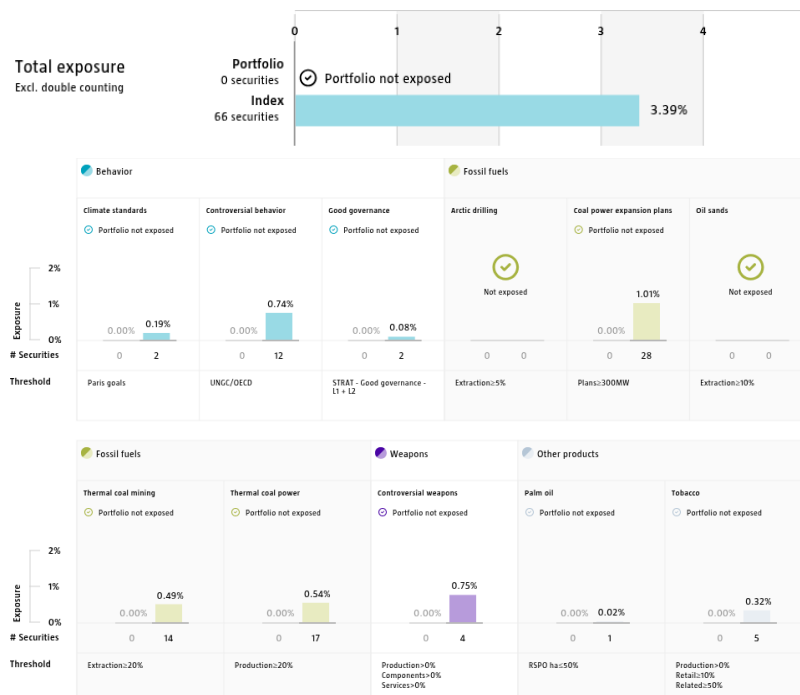 0 1 2 3 4
Total exposure
Excl. double counting
Portfolio
0 securities
Portfolio not exposed
Index
66 securities
3.39%
Behavior
Fossil fuels
Climate standards
Controversial behavior
Good governance
Arctic drilling
Coal power expansion plans
Oil sands
Portfolio not exposed
Portfolio not exposed
Portfolio not exposed
Portfolio not exposed
Not exposed
Not exposed
Exposure
2%
1%
0%
0.00% 0.19%
0.00% 0.74%
0.00% 0.08%
0.00% 1.01%
# Securities
0 2
0 12
0 2
0 0
0 28
0 0
Threshold
Paris goals
UNGC/OECD
STRAT - Good governance -
L1 + L2
Extraction≥5%
Plans≥300MW
Extraction≥10%
Fossil fuels
Weapons
Other products
Thermal coal mining
Thermal coal power
Controversial weapons
Palm oil
Tobacco
Portfolio not exposed
Portfolio not exposed
Portfolio not exposed
Portfolio not exposed
Portfolio not exposed
Exposure
2%
1%
0%
0.00% 0.49%
0.00% 0.54%
0.00% 0.75%
0.00% 0.02%
0.00% 0.32%
# Securities
0 14
0 17
0 4
0 1
0 5
Threshold
Extraction≥20%
Production≥20%
Production>0%
Components>0%
Services>0%
RSPO ha≤50%
Production>0%
Retail≥10%
Related≥50%